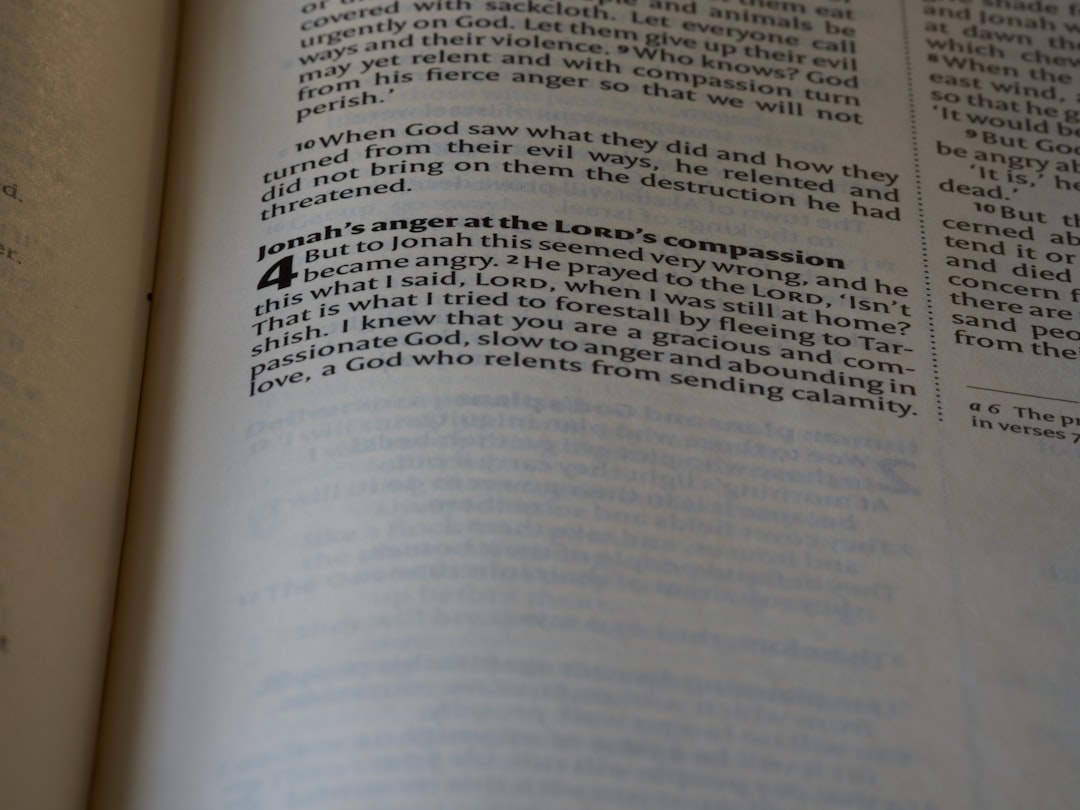 d.
er.
t
them eat
covered with sackcloth. Let everyone call
urgently on God. Let them give up their evil
ways and their violence. 9 Who knows? God
may yet relent and with compassion turn
from his fierce anger so that we will not
perish.’
10 When God saw what they did and how they
turned from their evil ways, he relented and
did not bring on them the destruction he had
threatened.
Jonah’s anger at the LORD’s compassion
4 But to Jonah this seemed very wrong, and he
became angry. 2 He prayed to the LORD, ‘Isn’t
this what I said, LORD, when I was still at home?
That is what I tried to forestall by fleeing to Tar-
shish. I knew that you are a gracious and com-
passionate God, slow to anger and abounding in
love, a God who relents from sending calamity.
shade
and Jonah
at dawn
which chew
8 When the
east wind,
so that he
‘It would be
9 But God
be angry
‘It is,’ he
dead.’
10 But
cerned
tend it or
and died
concern
there are
sand
from the
a 6 The
in verses 7